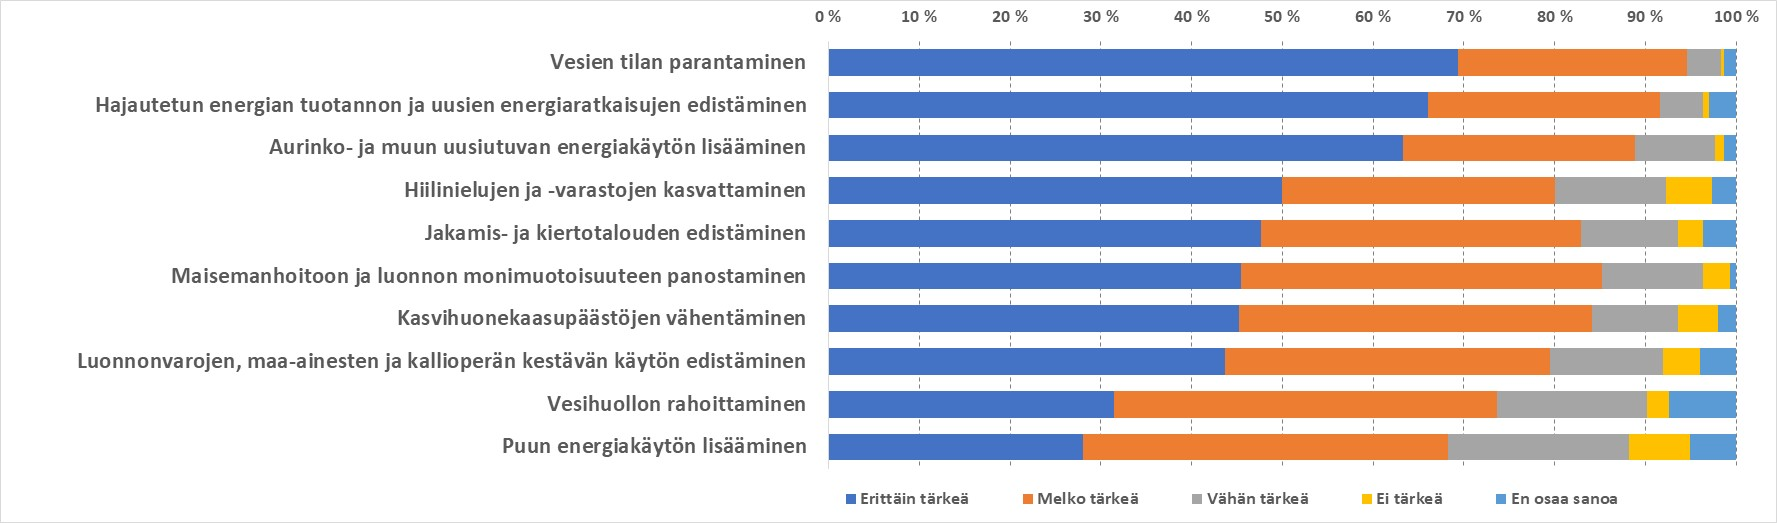 0 % 10 % 20 % 30 % 40 % 50 % 60 % 70 % 80 % 90 % 100 %
Vesien tilan parantaminen
Hajautetun energian tuotannon ja uusien energiaratkaisujen edistäminen
Aurinko- ja muun uusiutuvan energiakäytön lisääminen
Hiilinielujen ja -varastojen kasvattaminen
Jakamis- ja kiertotalouden edistäminen
Maisemanhoitoon ja luonnon monimuotoisuuteen panostaminen
Kasvihuonekaasupäästöjen vähentäminen
Luonnonvarojen, maa-ainesten ja kallioperän kestävän käytön edistäminen
Vesihuollon rahoittaminen
Puun energiakäytön lisääminen
Erittäin tärkeä Melko tärkeä Vähän tärkeä Ei tärkeä En osaa sanoa